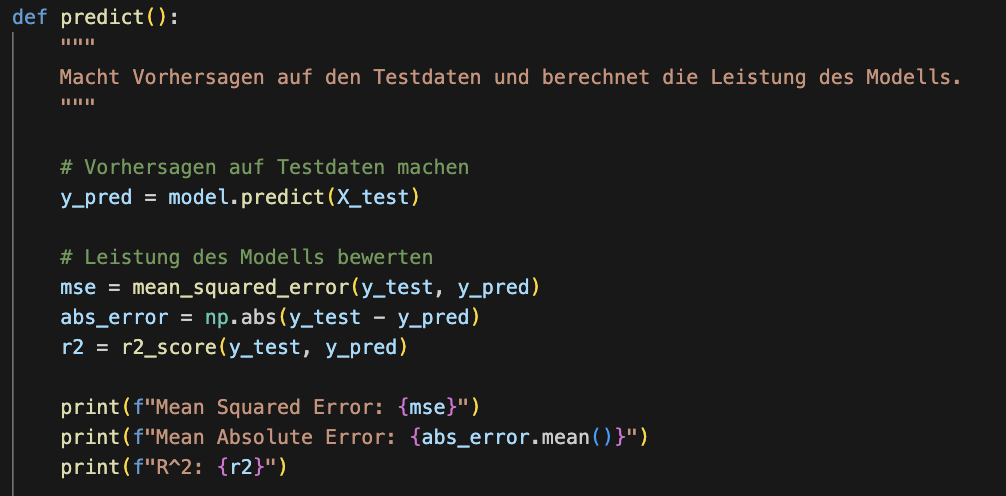 def predict():
    """
    Macht Vorhersagen auf den Testdaten und berechnet die Leistung des Modells.
    """
    # Vorhersagen auf Testdaten machen
    y_pred = model.predict(X_test)
    # Leistung des Modells bewerten
    mse = mean_squared_error(y_test, y_pred)
    abs_error = np.abs(y_test - y_pred)
    r2 = r2_score(y_test, y_pred)
    print(f"Mean Squared Error: {mse}")
    print(f"Mean Absolute Error: {abs_error.mean()}")
    print(f"R^2: {r2}")